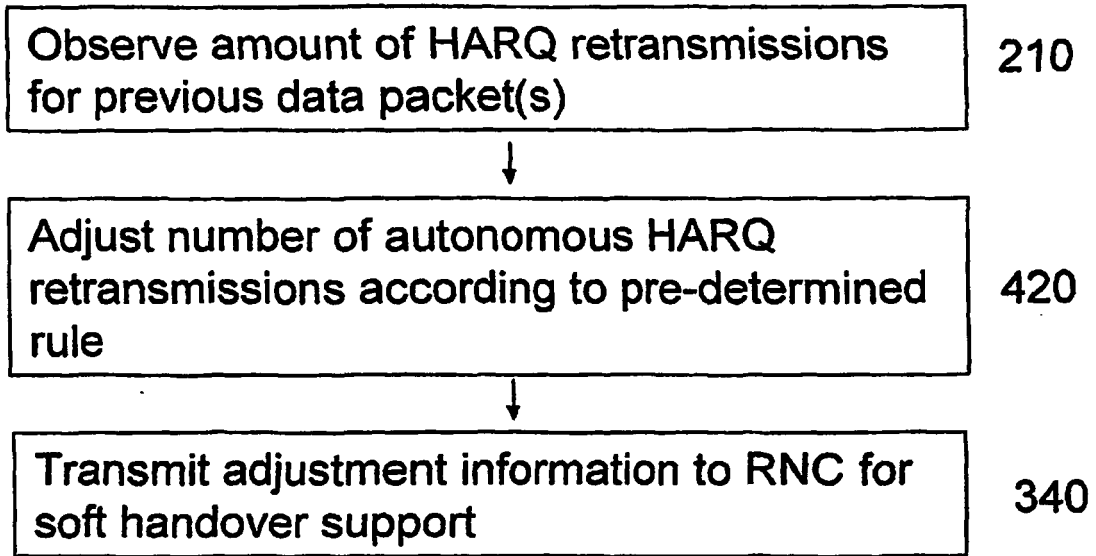 Observe amount of HARQ retransmissions
for previous data packet(s)
210
Adjust number of autonomous HARQ
retransmissions according to pre-determined
rule
420
Transmit adjustment information to RNC for
soft handover support
340